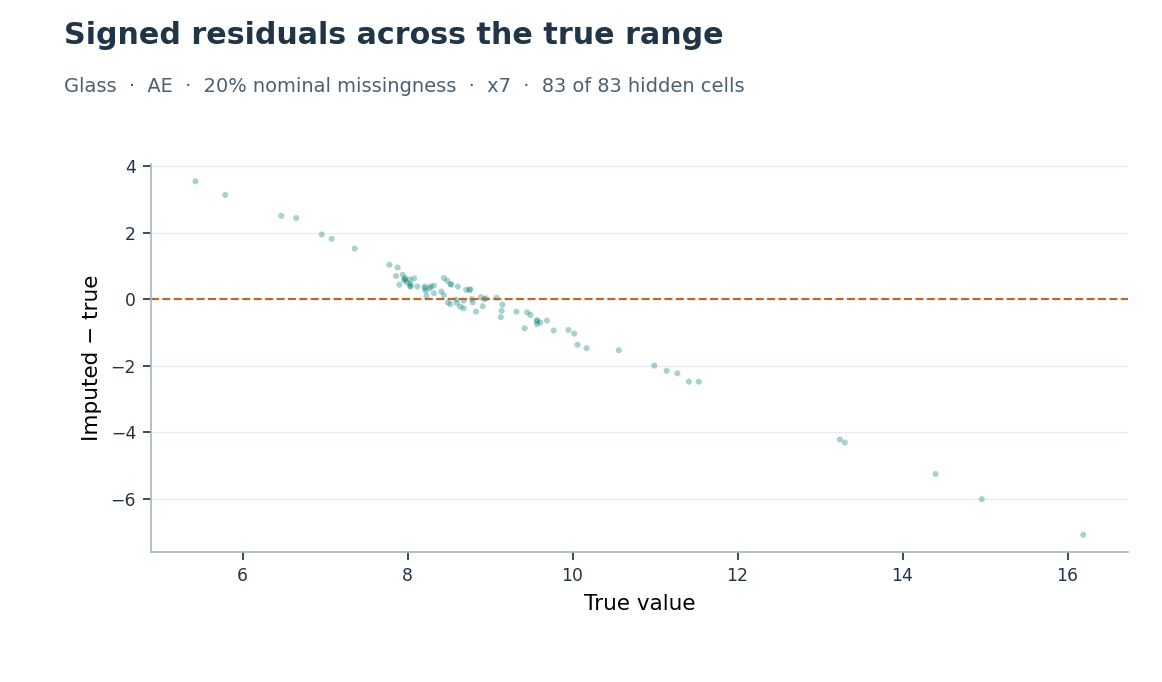 Signed residuals across the true range
Glass · AE · 20% nominal missingness · x7 · 83 of 83 hidden cells
4
2
0
−2
−4
−6
Imputed − true
6 8 10 12 14 16
True value